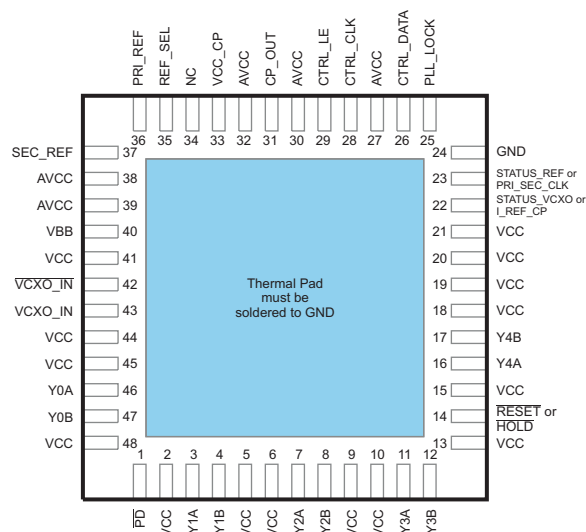 PRI_REF
REF_SEL
NC
VCC_CP
AVCC
CP_OUT
AVCC
CTRL_LE
CTRL_CLK
AVCC
CTRL_DATA
PLL_LOCK
36 35 34 33 32 31 30 29 28 27 26 25
SEC_REF 37
AVCC 38
AVCC 39
VBB 40
VCC 41
VCXO_IN 42
VCXO_IN 43
VCC 44
VCC 45
Y0A 46
Y0B 47
VCC 48
Thermal Pad
must be
soldered to GND
24 GND
23 STATUS_REF or
PRI_SEC_CLK
22 STATUS_VCXO or
I_REF_CP
21 VCC
20 VCC
19 VCC
18 VCC
17 Y4B
16 Y4A
15 VCC
14 RESET or
HOLD
13 VCC
1 2 3 4 5 6 7 8 9 10 11 12
PD
VCC
Y1A
Y1B
VCC
VCC
Y2A
Y2B
VCC
VCC
Y3A
Y3B